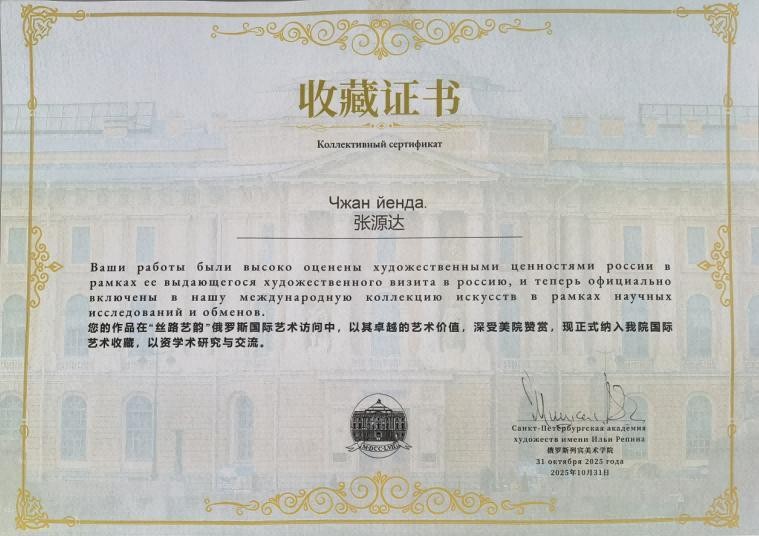 收藏证书
Коллективный сертификат
Чжан йенда.
张源达
Ваши работы были высоко оценены художественными ценностями россии в
рамках ее выдающегося художественного визита в россию, и теперь официально
включены в нашу международную коллекцию искусств в рамках научных
исследований и обменов.
您的作品在“丝路艺韵”俄罗斯国际艺术访问中，以其卓越的艺术价值，深受美院赞赏，现正式纳入我院国际
艺术收藏，以资学术研究与交流。
MDCC·LVII
Санкт-Петербургская академия
художеств имени Ильи Репина
俄罗斯列宾美术学院
31 октября 2025 года
2025年10月31日